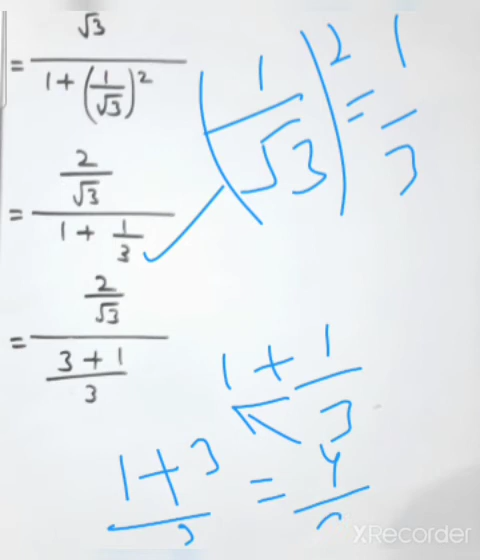 √3
= ―――
1 + (1/√3)²
(1/√3)² = 1/3
= (2/√3) / (1 + 1/3)
= (2/√3) / ((3 + 1)/3)
1 + 1/3
1 + 3 = 4
XRecorder